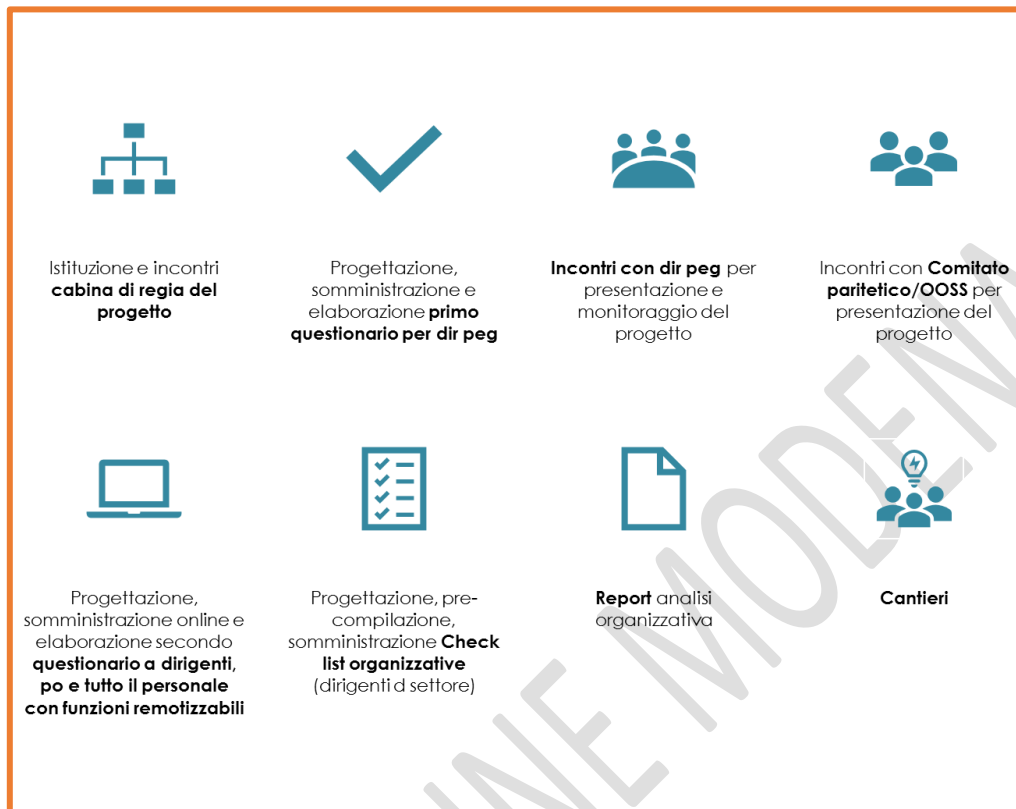 Istituzione e incontri
cabina di regia del
progetto
Progettazione,
somministrazione e
elaborazione primo
questionario per dir peg
Incontri con dir peg per
presentazione e
monitoraggio del
progetto
Incontri con Comitato
paritetico/OOSS per
presentazione del
progetto
Progettazione,
somministrazione online e
elaborazione secondo
questionario a dirigenti,
po e tutto il personale
con funzioni remotizzabili
Progettazione, pre-
compilazione,
somministrazione Check
list organizzative
(dirigenti d settore)
Report analisi
organizzativa
Cantieri
MODENA